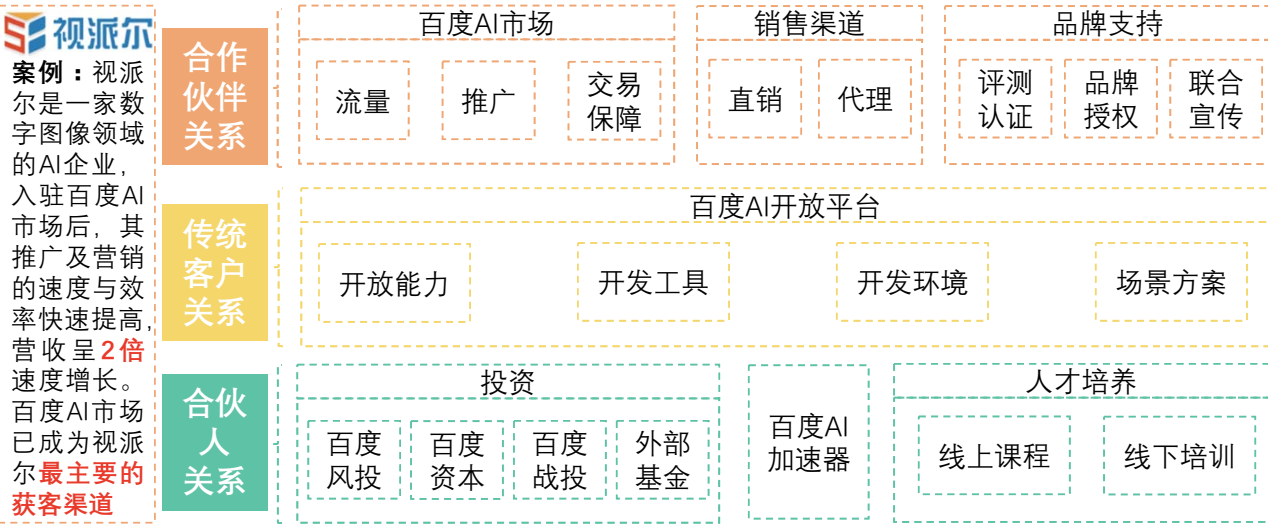 视派尔
案例：视派
尔是一家数
字图像领域
的AI企业，
入驻百度AI
市场后，其
推广及营销
的速度与效
率快速提高，
营收呈2倍
速度增长。
百度AI市场
已成为视派
尔最主要的
获客渠道
合作
伙伴
关系
百度AI市场
流量
推广
交易
保障
销售渠道
直销
代理
品牌支持
评测
认证
品牌
授权
联合
宣传
传统
客户
关系
百度AI开放平台
开放能力
开发工具
开发环境
场景方案
合伙
人
关系
投资
百度
风投
百度
资本
百度
战投
外部
基金
百度AI
加速器
人才培养
线上课程
线下培训